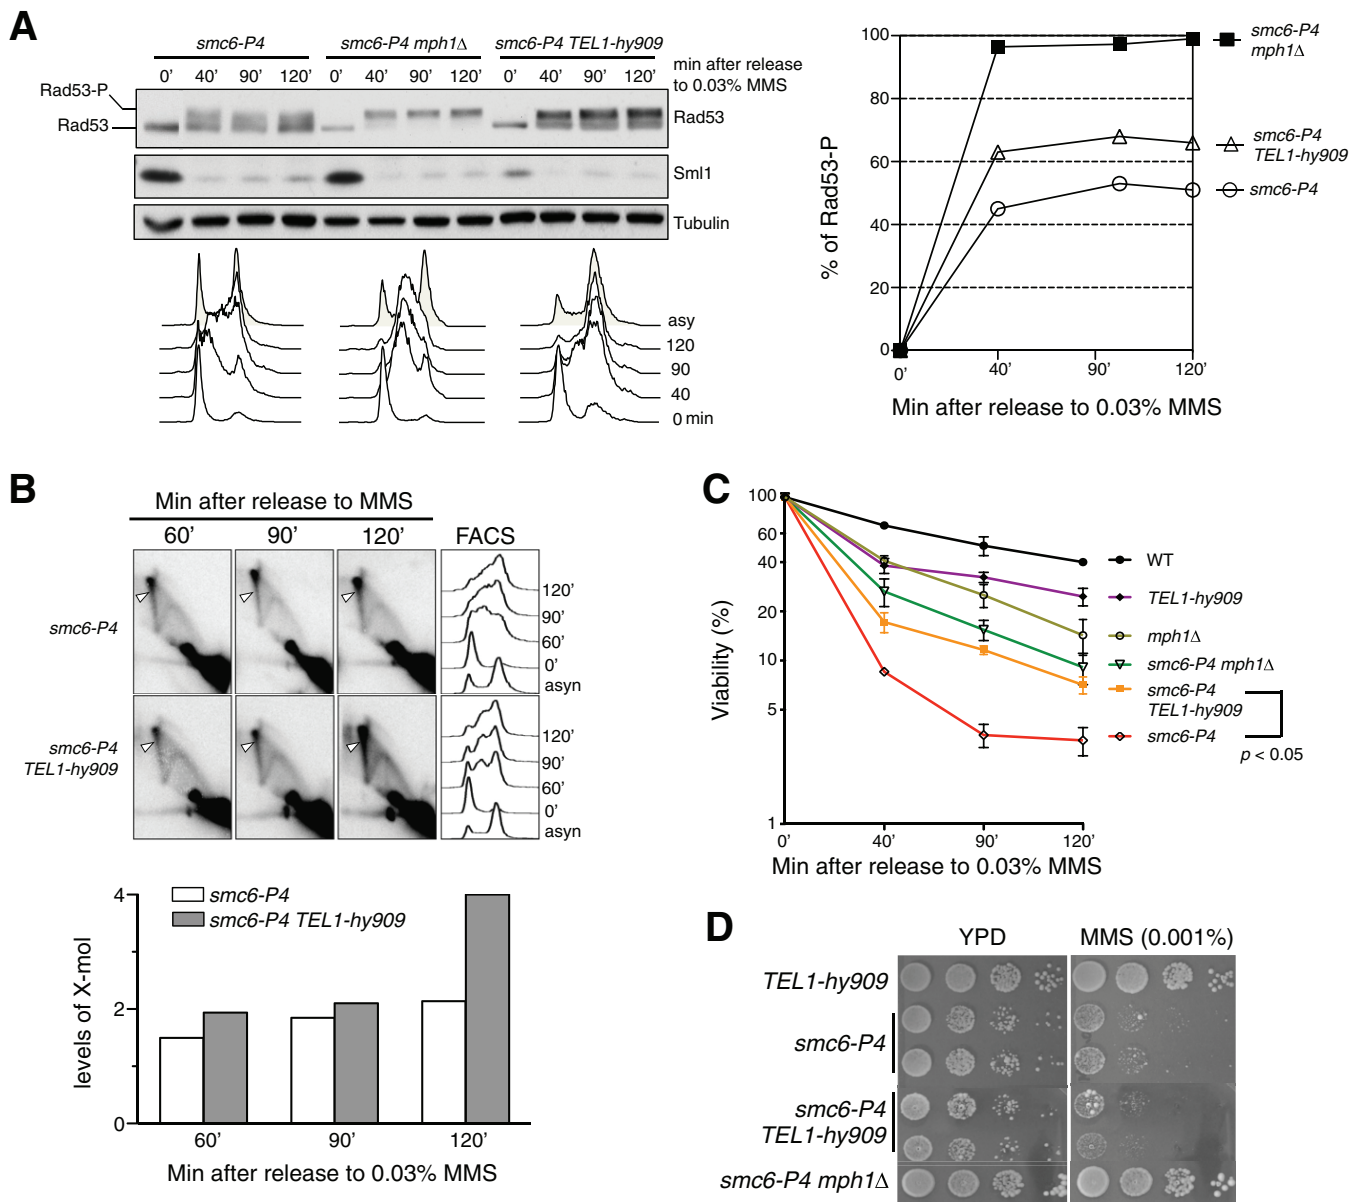 A
smc6-P4 smc6-P4 mph1Δ smc6-P4 TEL1-hy909
0' 40' 90' 120' 0' 40' 90' 120' 0' 40' 90' 120'
min after release
to 0.03% MMS
Rad53-P
Rad53
Rad53
Sml1
Tubulin
asy
120
90
40
0 min
% of Rad53-P
100
80
60
40
20
0
0' 40' 90' 120'
Min after release to 0.03% MMS
smc6-P4
mph1Δ
smc6-P4
TEL1-hy909
smc6-P4
B
Min after release to MMS
60' 90' 120' FACS
smc6-P4
120'
90'
60'
0'
asyn
smc6-P4
TEL1-hy909
120'
90'
60'
0'
asyn
smc6-P4
smc6-P4 TEL1-hy909
levels of X-mol
4
2
0
60' 90' 120'
Min after release to 0.03% MMS
C
Viability (%)
100
60
40
20
10
5
1
0' 40' 90' 120'
Min after release to 0.03% MMS
WT
TEL1-hy909
mph1Δ
smc6-P4 mph1Δ
smc6-P4
TEL1-hy909
smc6-P4
p < 0.05
D
YPD MMS (0.001%)
TEL1-hy909
smc6-P4
smc6-P4
TEL1-hy909
smc6-P4 mph1Δ